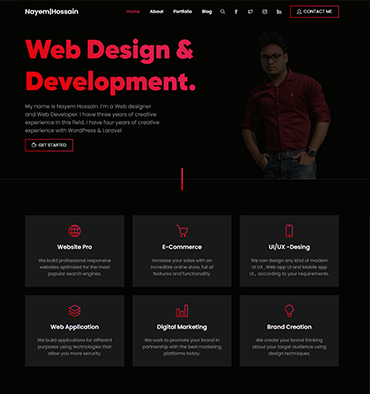 Nayem|Hossain
Home About Portfolio Blog CONTACT ME
Web Design &
Development.
My name is Nayem Hossain. I'm a Web designer
and Web Developer. I have three years of creative
experience in this field. I have four years of creative
experience with WordPress & Laravel
GET STARTED
Website Pro
We build professional responsive
websites optimized for the most
popular search engines.
E-Commerce
Increase your sales with an
incredible online store, full of
features and functionality.
UI/UX -Desing
We can design any kind of modern
UI UX , Web app UI and Mobile app
UI , according to your requirements.
Web Application
We build applications for different
purposes using technologies that
allow you more security.
Digital Marketing
We work to promote your brand in
partnership with the best marketing
platforms today.
Brand Creation
We create your brand thinking
about your target audience using
design techniques.